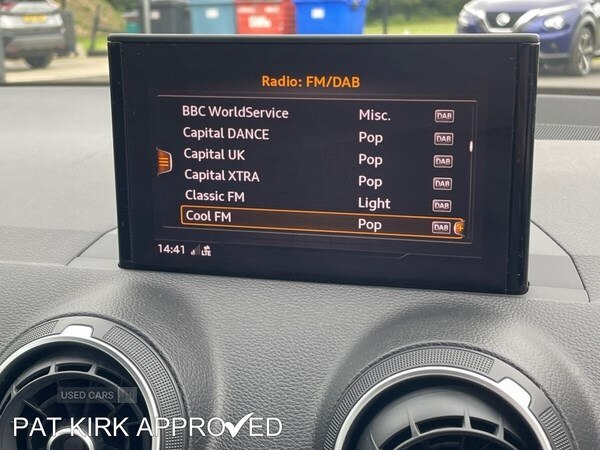 Radio: FM/DAB
BBC WorldService Misc. DAB
Capital DANCE Pop DAB
Capital UK Pop DAB
Capital XTRA Pop DAB
Classic FM Light DAB
Cool FM Pop DAB
14:41 LTE
USED CARS NI
PAT KIRK APPROVED